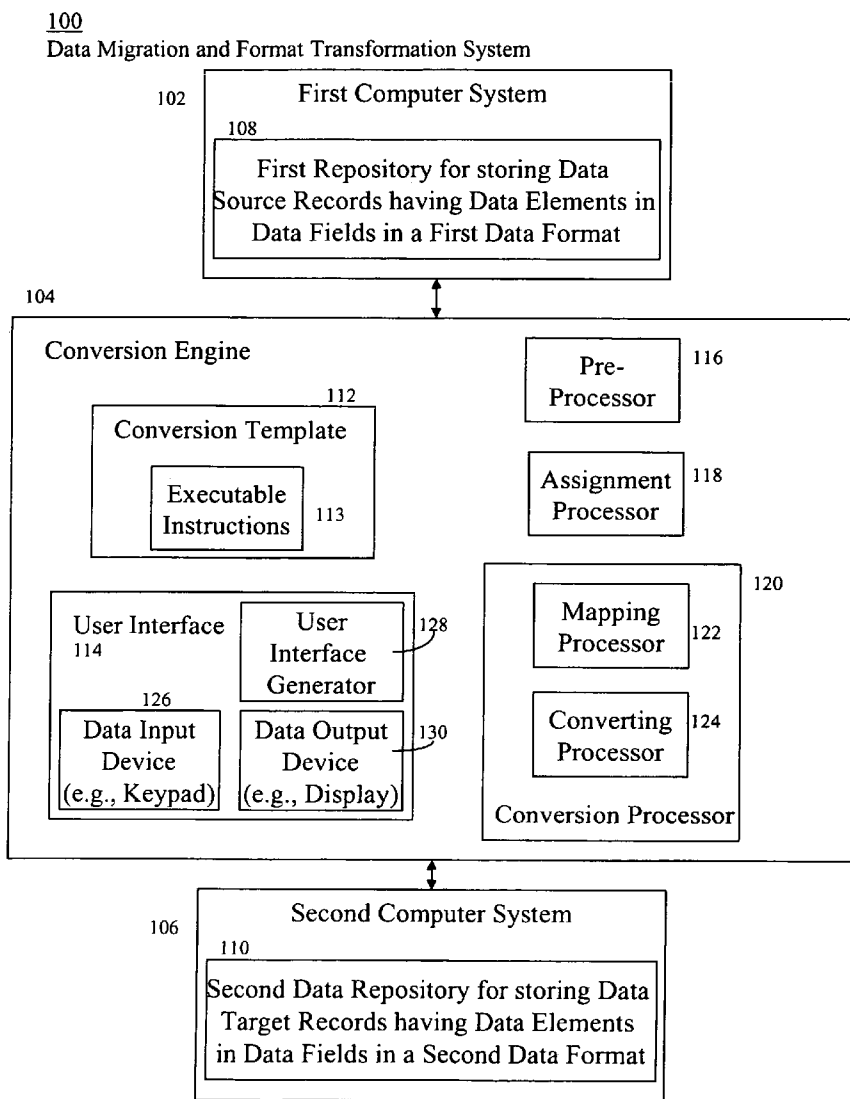 100
Data Migration and Format Transformation System
102
First Computer System
108
First Repository for storing Data
Source Records having Data Elements in
Data Fields in a First Data Format
104
Conversion Engine
112
Conversion Template
Executable
Instructions
113
Pre-
Processor
116
Assignment
Processor
118
User Interface
114
User
Interface
Generator
128
126
Data Input
Device
(e.g., Keypad)
Data Output
Device
(e.g., Display)
130
120
Mapping
Processor
122
Converting
Processor
124
Conversion Processor
106
Second Computer System
110
Second Data Repository for storing Data
Target Records having Data Elements
in Data Fields in a Second Data Format